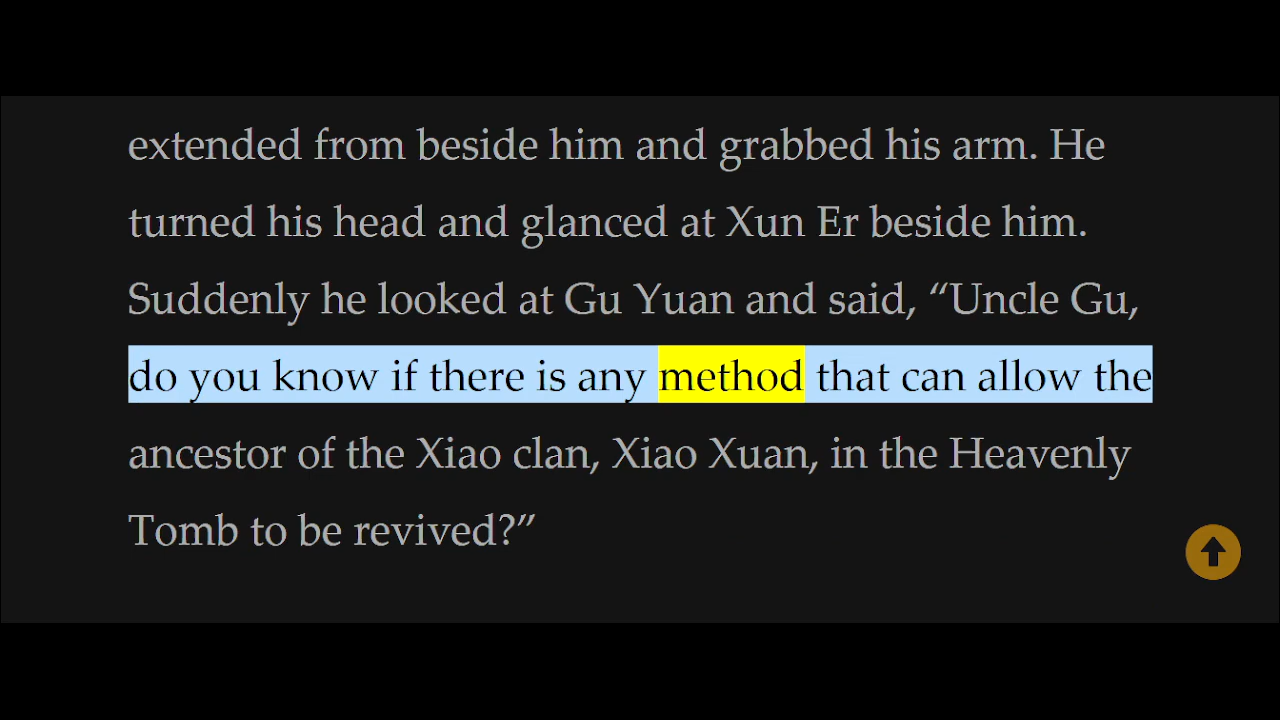 extended from beside him and grabbed his arm. He
turned his head and glanced at Xun Er beside him.
Suddenly he looked at Gu Yuan and said, “Uncle Gu,
do you know if there is any method that can allow the
ancestor of the Xiao clan, Xiao Xuan, in the Heavenly
Tomb to be revived?”